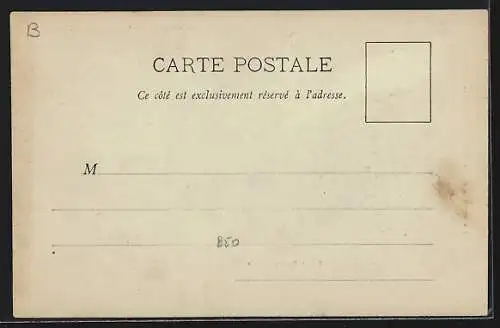 B
CARTE POSTALE
Ce côté est exclusivement réservé à l'adresse.
M
850